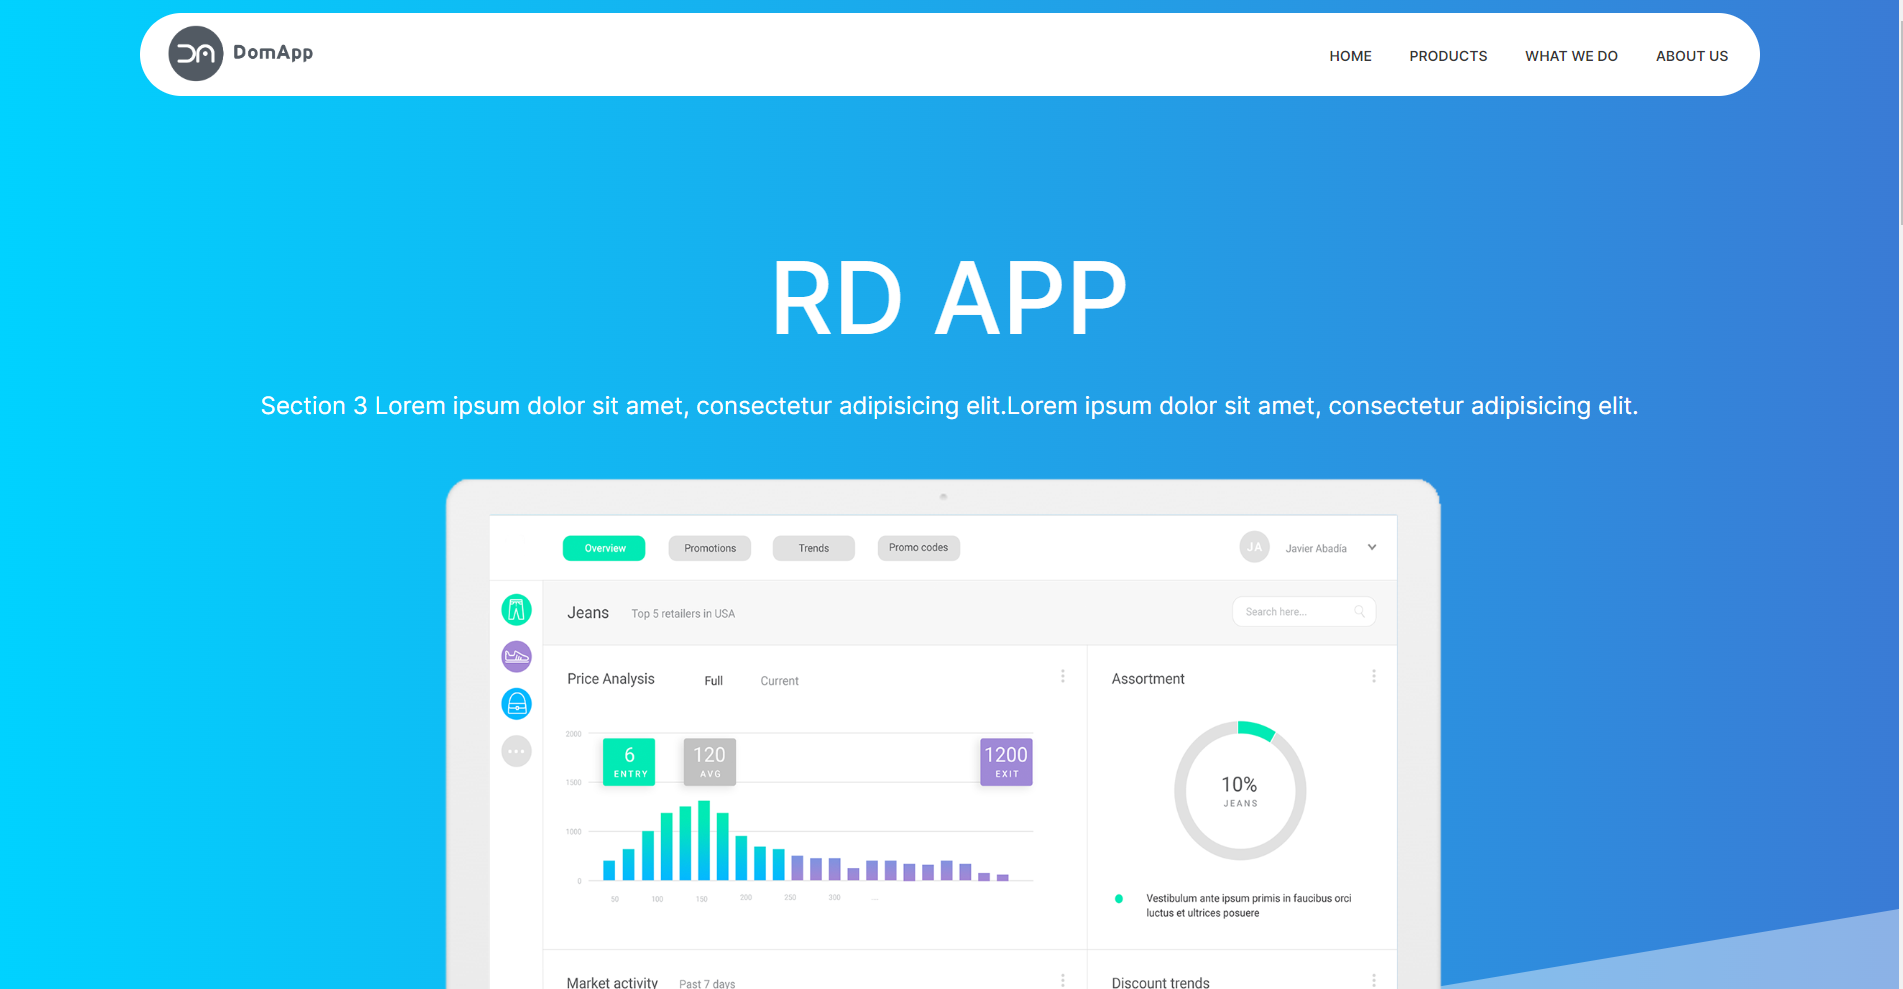 DomApp
HOME PRODUCTS WHAT WE DO ABOUT US
RD APP
Section 3 Lorem ipsum dolor sit amet, consectetur adipisicing elit.Lorem ipsum dolor sit amet, consectetur adipisicing elit.
Overview Promotions Trends Promo codes JA Javier Abadía
Jeans Top 5 retailers in USA Search here...
Price Analysis Full Current
2000
6 ENTRY
120 AVG
1200 EXIT
1500
1000
0
50 100 150 200 250 300 ...
Assortment
10%
JEANS
Vestibulum ante ipsum primis in faucibus orci
luctus et ultrices posuere
Market activity Past 7 days
Discount trends